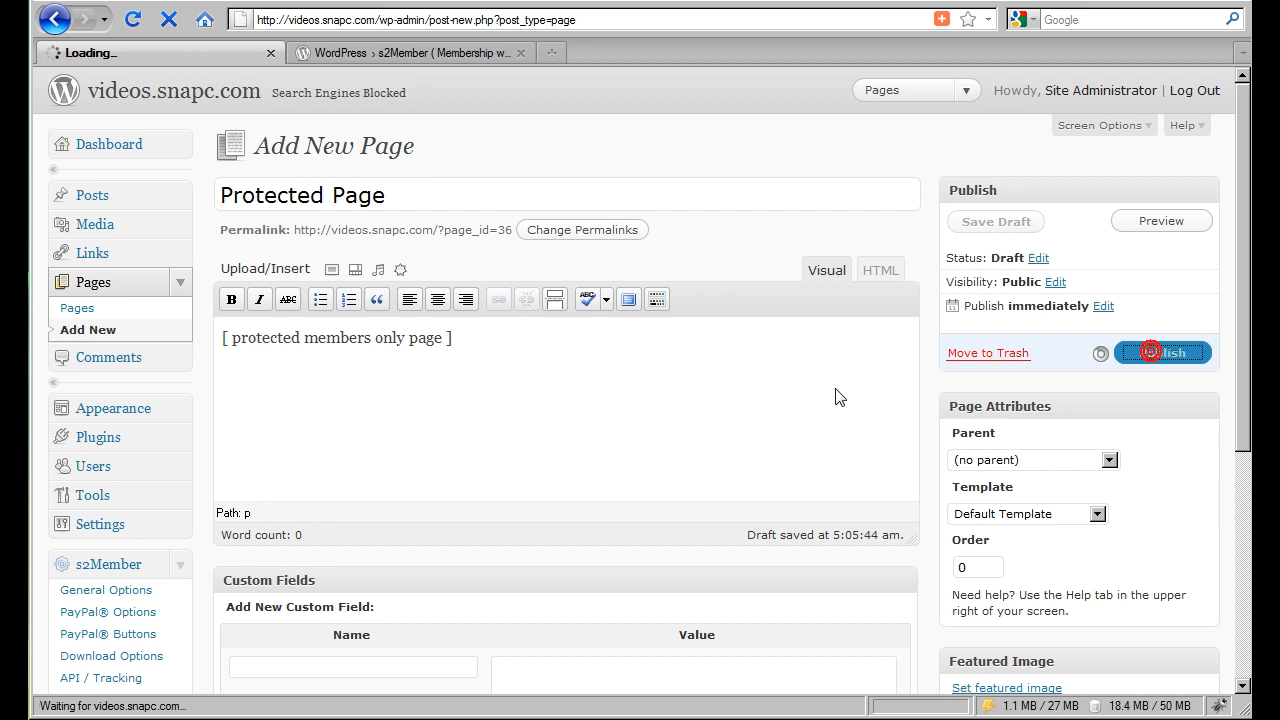 http://videos.snapc.com/wp-admin/post-new.php?post_type=page
Google
Loading...
WordPress › s2Member ( Membership w...
videos.snapc.com
Search Engines Blocked
Pages
Howdy, Site Administrator | Log Out
Screen Options
Help
Dashboard
Posts
Media
Links
Pages
Pages
Add New
Comments
Appearance
Plugins
Users
Tools
Settings
s2Member
General Options
PayPal® Options
PayPal® Buttons
Download Options
API / Tracking
Add New Page
Protected Page
Permalink: http://videos.snapc.com/?page_id=36
Change Permalinks
Upload/Insert
Visual
HTML
B I ABC
ABC
[ protected members only page ]
Path: p
Word count: 0
Draft saved at 5:05:44 am.
Custom Fields
Add New Custom Field:
Name
Value
Publish
Save Draft
Preview
Status: Draft Edit
Visibility: Public Edit
Publish immediately Edit
Move to Trash
Page Attributes
Parent
(no parent)
Template
Default Template
Order
0
Need help? Use the Help tab in the upper
right of your screen.
Featured Image
Set featured image
Waiting for videos.snapc.com...
1.1 MB / 27 MB
18.4 MB / 50 MB